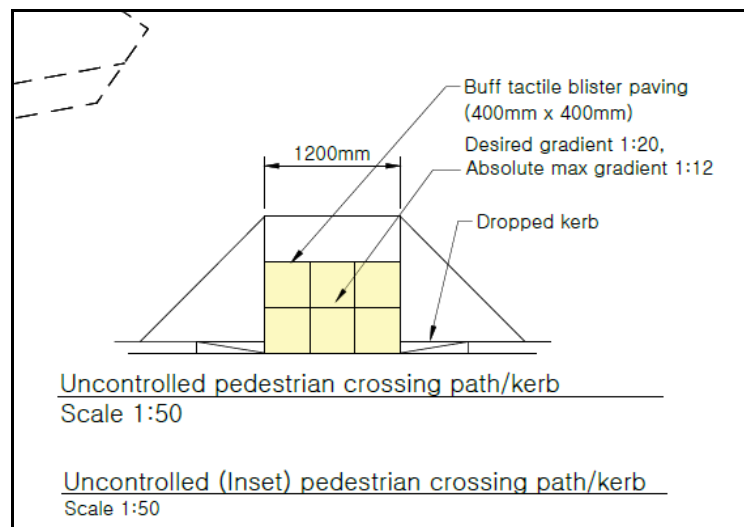 Buff tactile blister paving
(400mm x 400mm)
1200mm
Desired gradient 1:20,
Absolute max gradient 1:12
Dropped kerb
Uncontrolled pedestrian crossing path/kerb
Scale 1:50
Uncontrolled (Inset) pedestrian crossing path/kerb
Scale 1:50